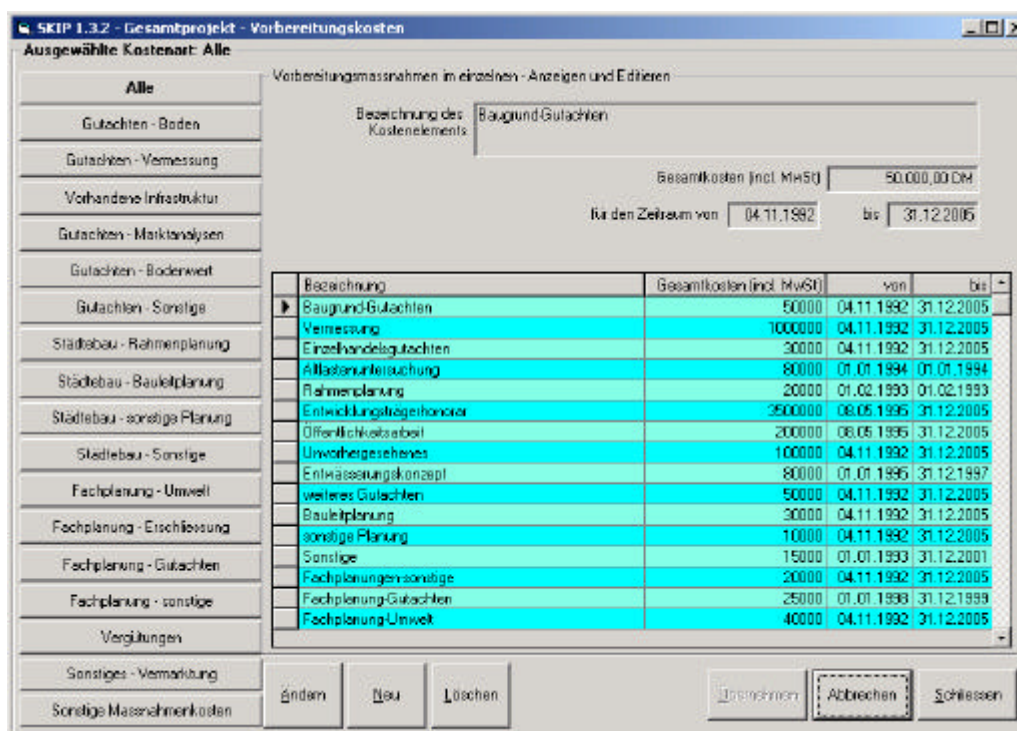 SKIP 1.3.2 - Gesamtprojekt - Vorbereitungskosten
Ausgewählte Kostenart: Alle
Alle
Gutachten - Boden
Gutachten - Vermessung
Vorhandene Infrastruktur
Gutachten - Marktanalysen
Gutachten - Bodenwert
Gutachten - Sonstige
Städtebau - Rahmenplanung
Städtebau - Bauleitplanung
Städtebau - sonstige Planung
Städtebau - Sonstige
Fachplanung - Umwelt
Fachplanung - Erschliessung
Fachplanung - Gutachten
Fachplanung - sonstige
Vergütungen
Sonstiges - Vermarktung
Sonstige Massnahmenkosten
Vorbereitungsmassnahmen im einzelnen - Anzeigen und Editieren
Bezeichnung des Kostenelements Baugrund-Gutachten
Gesamtkosten (incl. MwSt) 50.000,00 DM
für den Zeitraum von 04.11.1992 bis 31.12.2005
Bezeichnung Gesamtkosten (incl. MwSt) von bis
Baugrund-Gutachten 50000 04.11.1992 31.12.2005
Vermessung 1000000 04.11.1992 31.12.2005
Einzelhandelsgutachten 30000 04.11.1992 31.12.2005
Altlastenuntersuchung 80000 01.01.1994 01.01.1994
Rahmenplanung 20000 01.02.1993 01.02.1993
Entwicklungsträgerhonorar 3500000 08.05.1995 31.12.2005
Öffentlichkeitsarbeit 200000 08.05.1995 31.12.2005
Unvorhergesehenes 100000 04.11.1992 31.12.2005
Entwässerungskonzept 80000 01.01.1995 31.12.1997
weiteres Gutachten 50000 04.11.1992 31.12.2005
Bauleitplanung 30000 04.11.1992 31.12.2005
sonstige Planung 10000 04.11.1992 31.12.2005
Sonstige 15000 01.01.1993 31.12.2001
Fachplanungen-sonstige 20000 04.11.1992 31.12.2005
Fachplanung-Gutachten 25000 01.01.1998 31.12.1999
Fachplanung-Umwelt 40000 04.11.1992 31.12.2005
Ändern Neu Löschen Übernehmen Abbrechen Schliessen